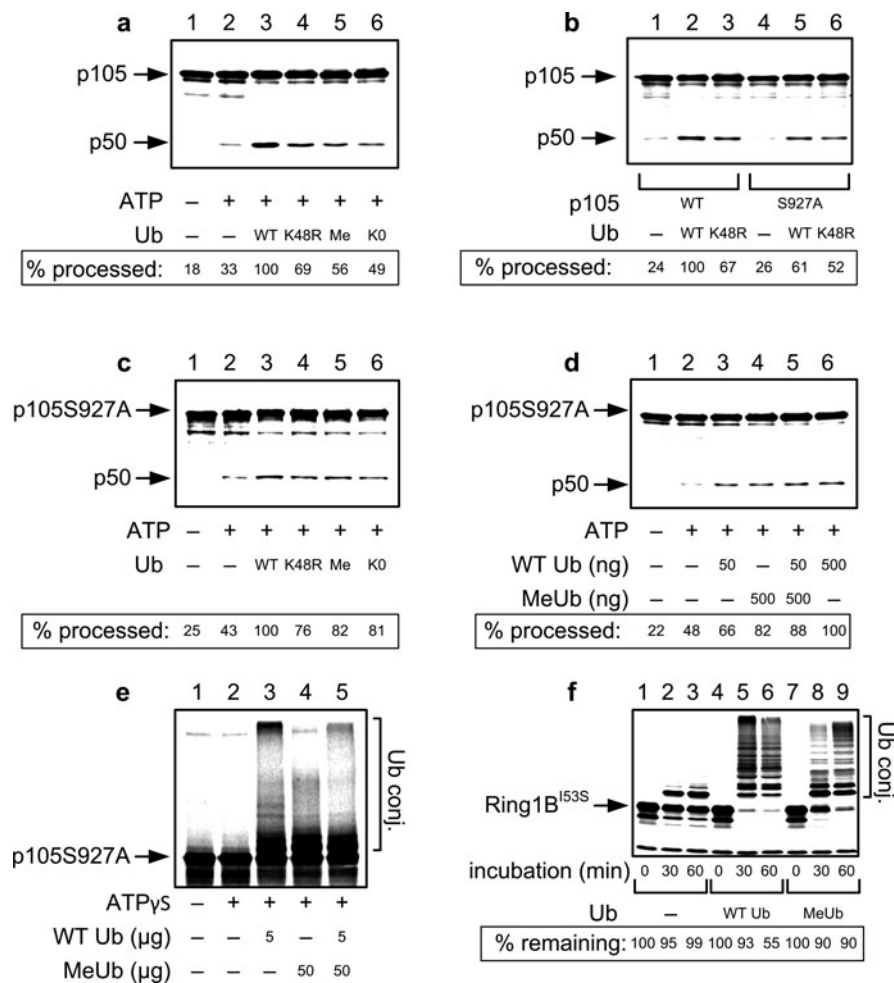 a
1 2 3 4 5 6
p105
p50
ATP – + + + + +
Ub – – WT K48R Me K0
% processed: 18 33 100 69 56 49
b
1 2 3 4 5 6
p105
p50
p105 WT S927A
Ub – WT K48R – WT K48R
% processed: 24 100 67 26 61 52
c
1 2 3 4 5 6
p105S927A
p50
ATP – + + + + +
Ub – – WT K48R Me K0
% processed: 25 43 100 76 82 81
d
1 2 3 4 5 6
p105S927A
p50
ATP – + + + + +
WT Ub (ng) – – 50 – 50 500
MeUb (ng) – – – 500 500 –
% processed: 22 48 66 82 88 100
e
1 2 3 4 5
Ub conj.
p105S927A
ATPγS – + + + +
WT Ub (µg) – – 5 – 5
MeUb (µg) – – – 50 50
f
1 2 3 4 5 6 7 8 9
Ub conj.
Ring1B^I53S
incubation (min) 0 30 60 0 30 60 0 30 60
Ub – WT Ub MeUb
% remaining: 100 95 99 100 93 55 100 90 90